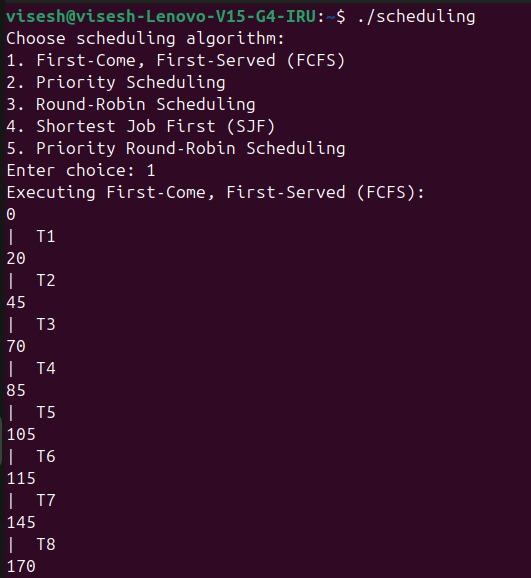 visesh@visesh-Lenovo-V15-G4-IRU:~$ ./scheduling
Choose scheduling algorithm:
1. First-Come, First-Served (FCFS)
2. Priority Scheduling
3. Round-Robin Scheduling
4. Shortest Job First (SJF)
5. Priority Round-Robin Scheduling
Enter choice: 1
Executing First-Come, First-Served (FCFS):
0
|  T1
20
|  T2
45
|  T3
70
|  T4
85
|  T5
105
|  T6
115
|  T7
145
|  T8
170